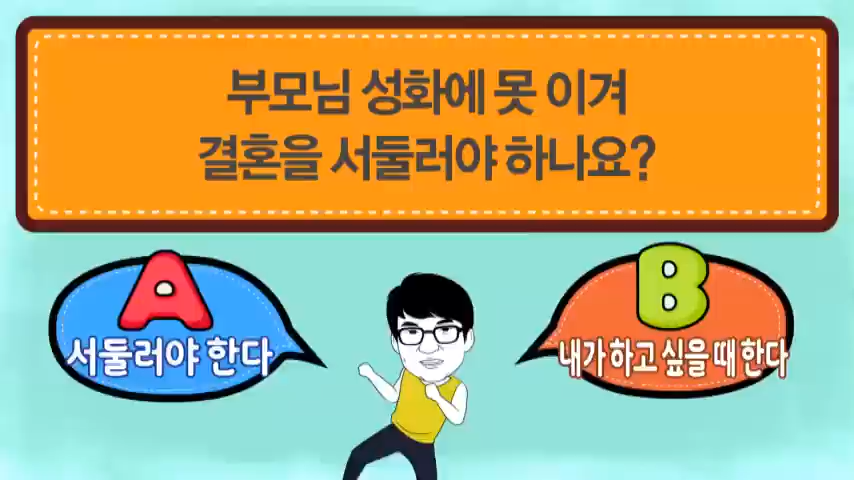 부모님 성화에 못 이겨
결혼을 서둘러야 하나요?
A
서둘러야 한다
B
내가 하고 싶을 때 한다